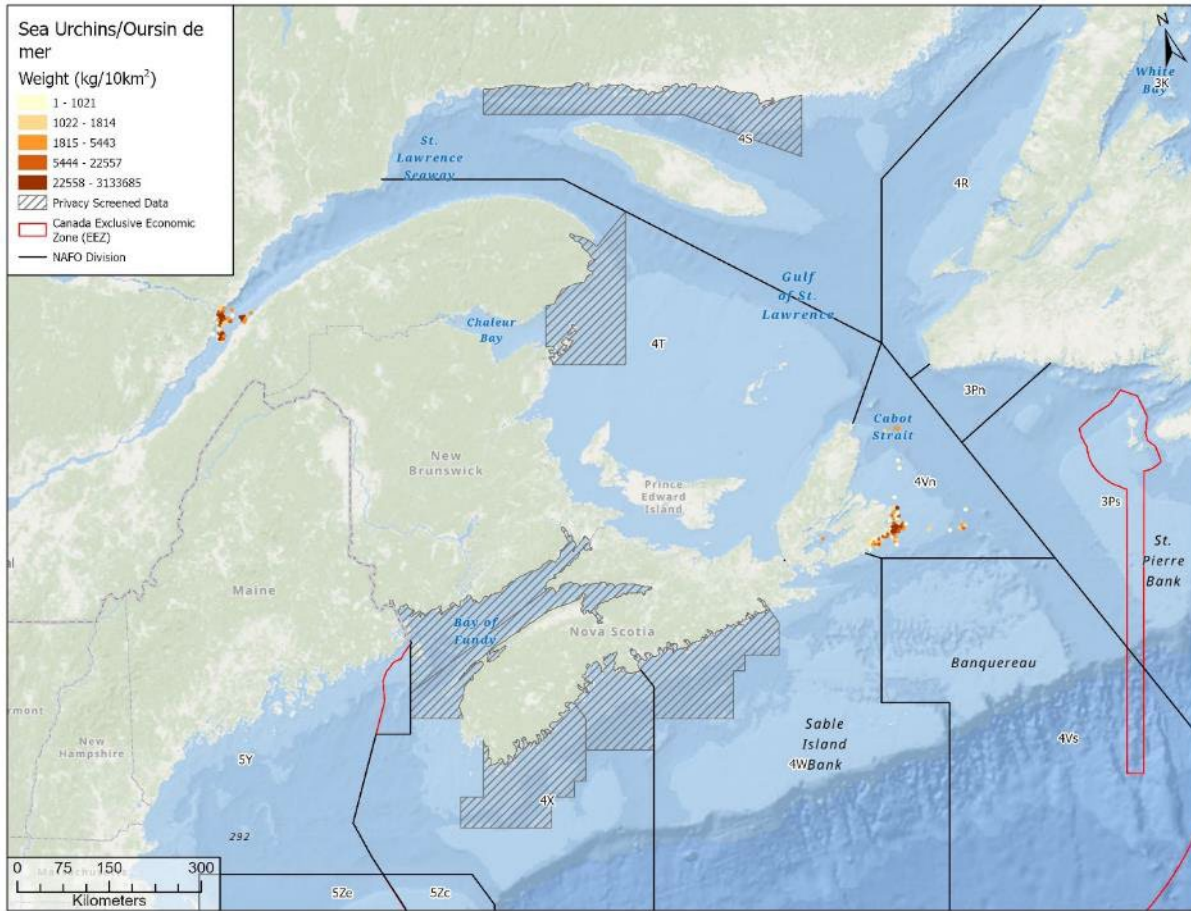 Sea Urchins/Oursin de
mer
Weight (kg/10km²)
1 - 1021
1022 - 1814
1815 - 5443
5444 - 22557
22558 - 3133685
Privacy Screened Data
Canada Exclusive Economic
Zone (EEZ)
NAFO Division
N
White
Bay
3K
St.
Lawrence
Seaway
4S
4R
Gulf
of St.
Lawrence
Chaleur
Bay
4T
3Pn
Cabot
Strait
New
Brunswick
Prince
Edward
Island
4Vn
3Ps
St.
Pierre
Bank
Maine
Bay of
Fundy
Nova Scotia
Banquereau
New
Hampshire
5Y
Sable
Island
Bank
4W
4Vs
4X
292
0 75 150 300
Kilometers
5Ze
5Zc